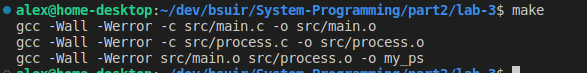 alex@home-desktop:~/dev/bsuir/System-Programming/part2/lab-3$ make
gcc -Wall -Werror -c src/main.c -o src/main.o
gcc -Wall -Werror -c src/process.c -o src/process.o
gcc -Wall -Werror src/main.o src/process.o -o my_ps
alex@home-desktop:~/dev/bsuir/System-Programming/part2/lab-3$